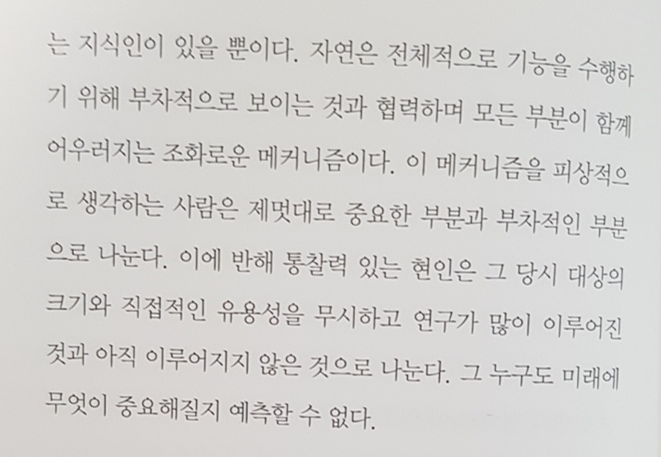 는 지식인이 있을 뿐이다. 자연은 전체적으로 기능을 수행하
기 위해 부차적으로 보이는 것과 협력하며 모든 부분이 함께
어우러지는 조화로운 메커니즘이다. 이 메커니즘을 피상적으
로 생각하는 사람은 제멋대로 중요한 부분과 부차적인 부분
으로 나눈다. 이에 반해 통찰력 있는 현인은 그 당시 대상의
크기와 직접적인 유용성을 무시하고 연구가 많이 이루어진
것과 아직 이루어지지 않은 것으로 나눈다. 그 누구도 미래에
무엇이 중요해질지 예측할 수 없다.